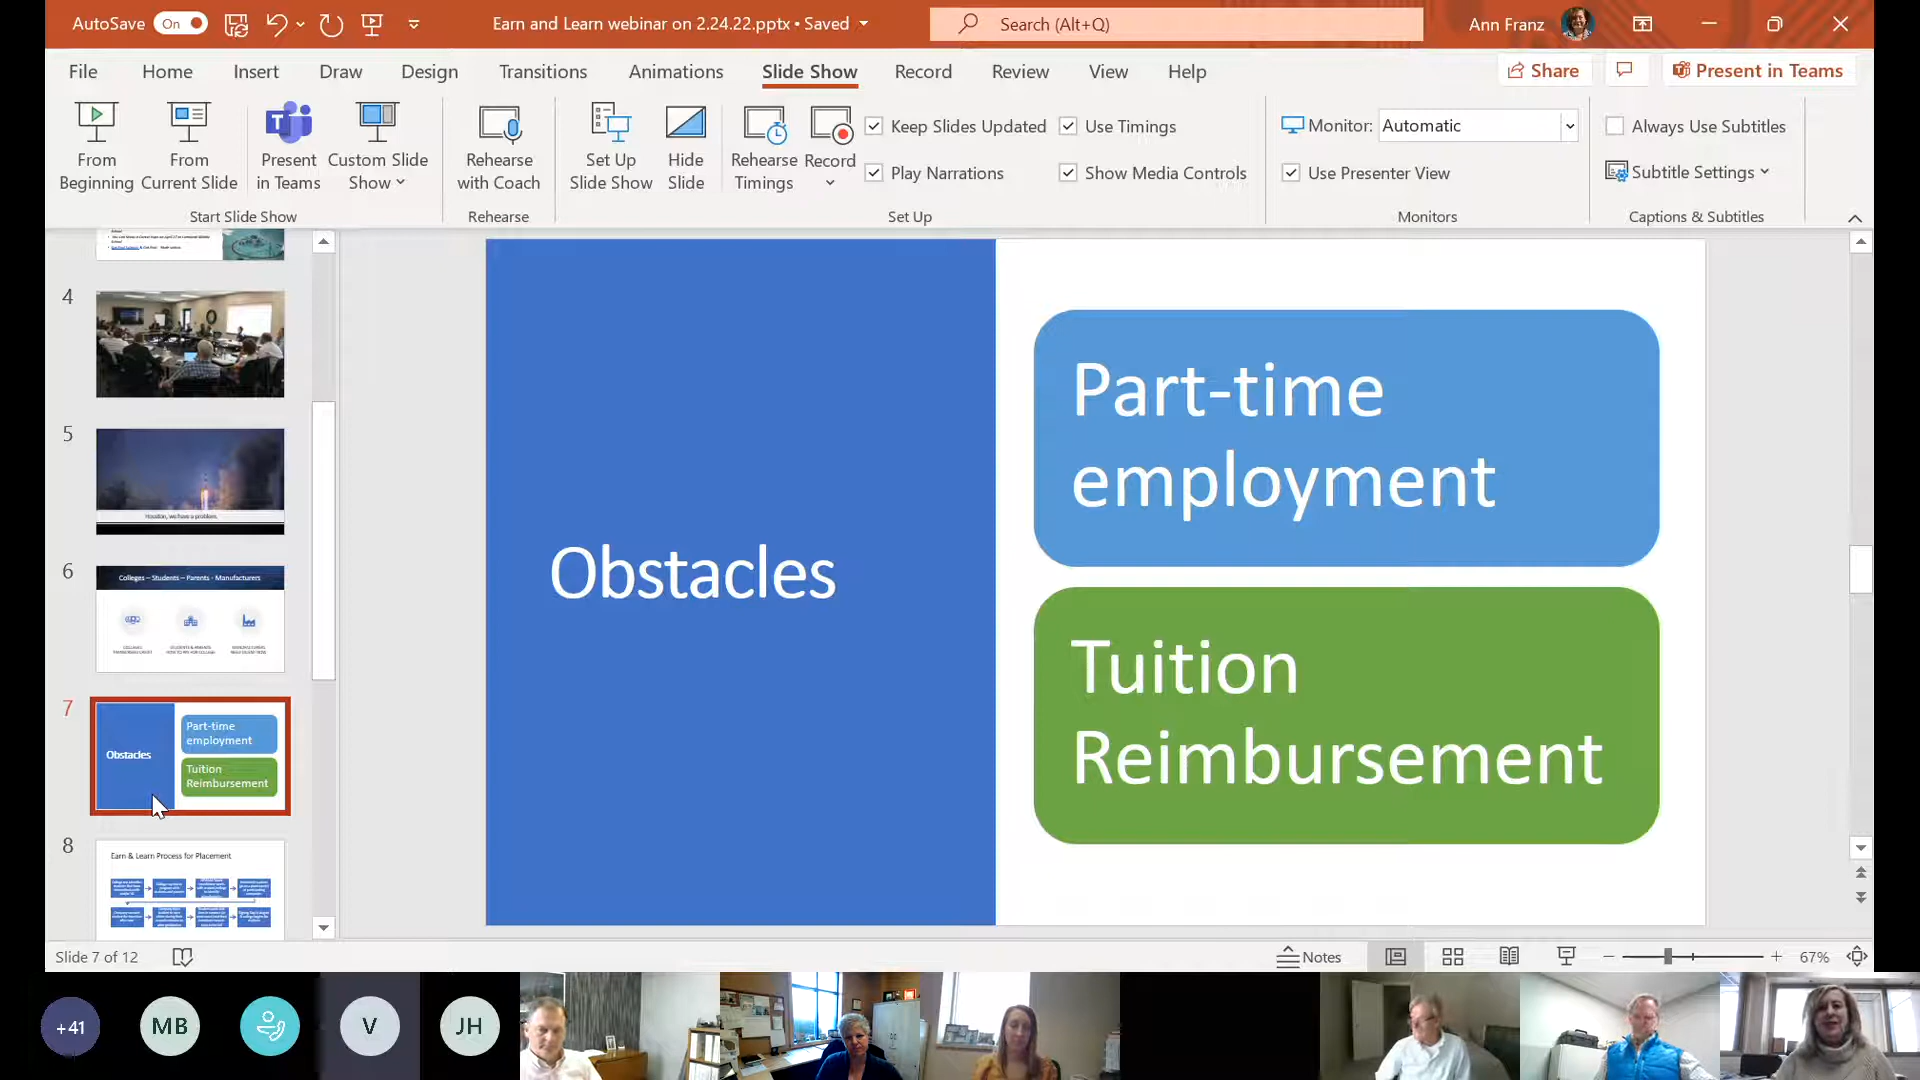 AutoSave On
Earn and Learn webinar on 2.24.22.pptx • Saved
Search (Alt+Q)
Ann Franz
File Home Insert Draw Design Transitions Animations Slide Show Record Review View Help
Share
Present in Teams
From Beginning
From Current Slide
Present in Teams
Custom Slide Show
Start Slide Show
Rehearse with Coach
Rehearse
Set Up Slide Show
Hide Slide
Rehearse Timings
Record
Keep Slides Updated
Play Narrations
Use Timings
Show Media Controls
Set Up
Monitor: Automatic
Use Presenter View
Monitors
Always Use Subtitles
Subtitle Settings
Captions & Subtitles
4
5
Houston, we have a problem.
6
Colleges – Students – Parents - Manufacturers
7
Obstacles
Part-time
employment
Tuition
Reimbursement
8
Earn & Learn Process for Placement
Obstacles
Part-time
employment
Tuition
Reimbursement
Slide 7 of 12
Notes
67%
+41
MB
V
JH